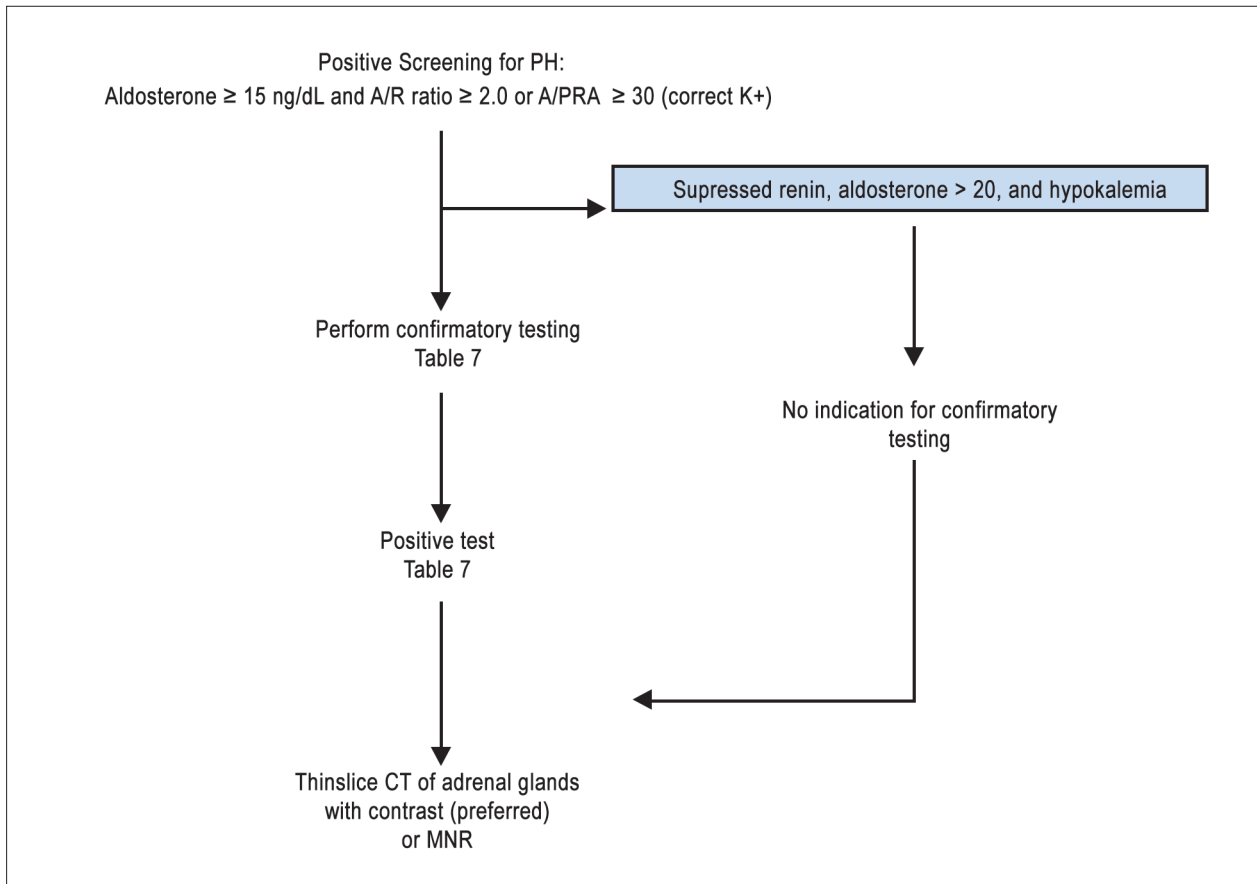 Positive Screening for PH:
Aldosterone ≥ 15 ng/dL and A/R ratio ≥ 2.0 or A/PRA ≥ 30 (correct K+)
Supressed renin, aldosterone > 20, and hypokalemia
Perform confirmatory testing
Table 7
No indication for confirmatory
testing
Positive test
Table 7
Thinslice CT of adrenal glands
with contrast (preferred)
or MNR